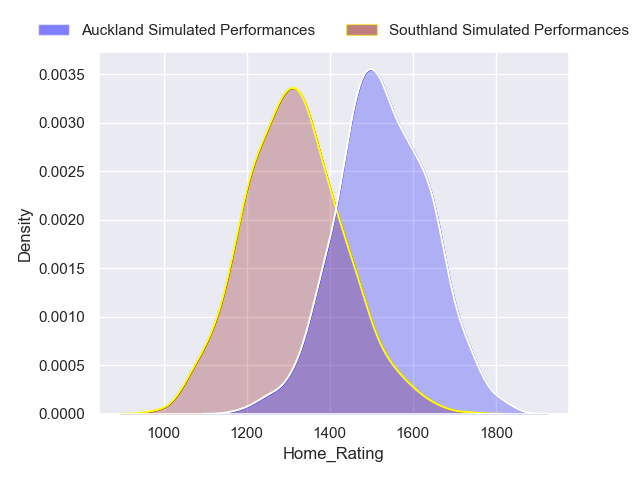 Auckland Simulated Performances Southland Simulated Performances
0.0035
0.0030
0.0025
0.0020
0.0015
0.0010
0.0005
0.0000
Density
1000 1200 1400 1600 1800
Home_Rating